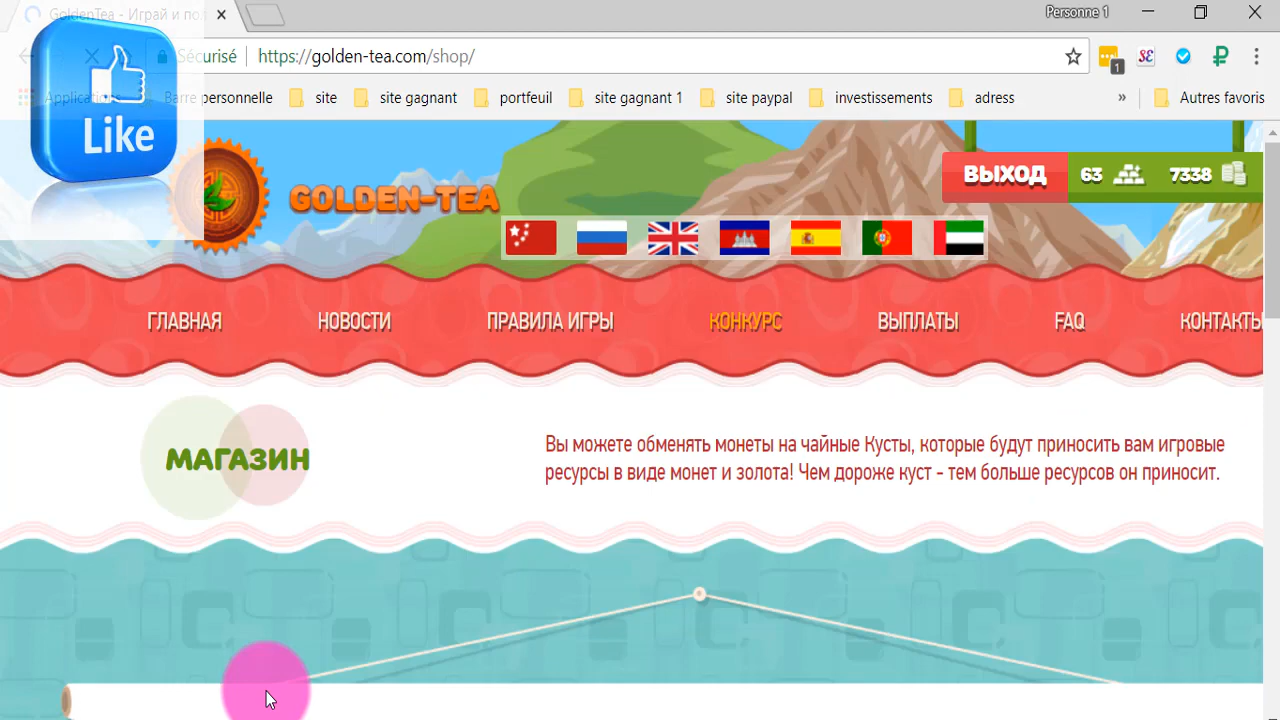 GoldenTea - Играй и по
Personne 1
Sécurisé
https://golden-tea.com/shop/
1
Applications
Barre personnelle
site
site gagnant
portfeuil
site gagnant 1
site paypal
investissements
adress
»
Autres favoris
Like
GOLDEN-TEA
ВЫХОД
63
7338
ГЛАВНАЯ
НОВОСТИ
ПРАВИЛА ИГРЫ
КОНКУРС
ВЫПЛАТЫ
FAQ
КОНТАКТЫ
МАГАЗИН
Вы можете обменять монеты на чайные Кусты, которые будут приносить вам игровые
ресурсы в виде монет и золота! Чем дороже куст - тем больше ресурсов он приносит.